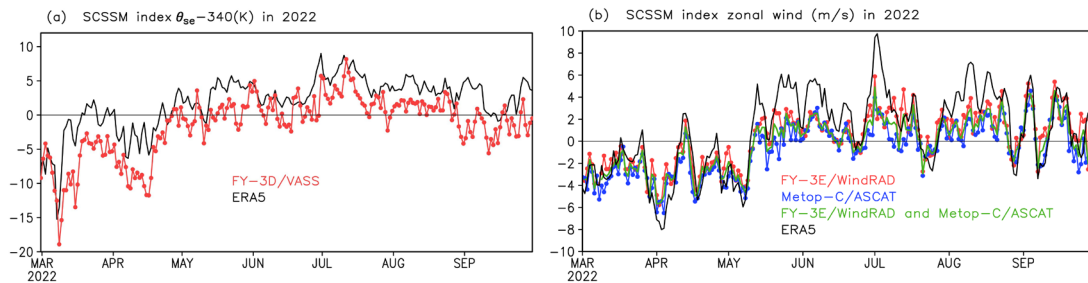 (a) SCSSM index θse−340(K) in 2022
10
5
0
−5
−10
−15
−20
FY−3D/VASS
ERA5
MAR APR MAY JUN JUL AUG SEP
2022
(b) SCSSM index zonal wind (m/s) in 2022
10
8
6
4
2
0
−2
−4
−6
−8
−10
FY−3E/WindRAD
Metop−C/ASCAT
FY−3E/WindRAD and Metop−C/ASCAT
ERA5
MAR APR MAY JUN JUL AUG SEP
2022